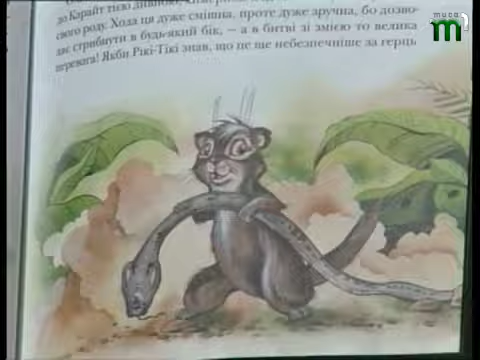 до Карайт тією дивною,
свого роду. Хода ця дуже смішна, проте дуже зручна, бо дозво-
ляє стрибнути в будь-який бік, — а в битві зі змією то велика
перевага! Якби Рікі-Тікі знав, що це ще небезпечніше за герць
musa
m